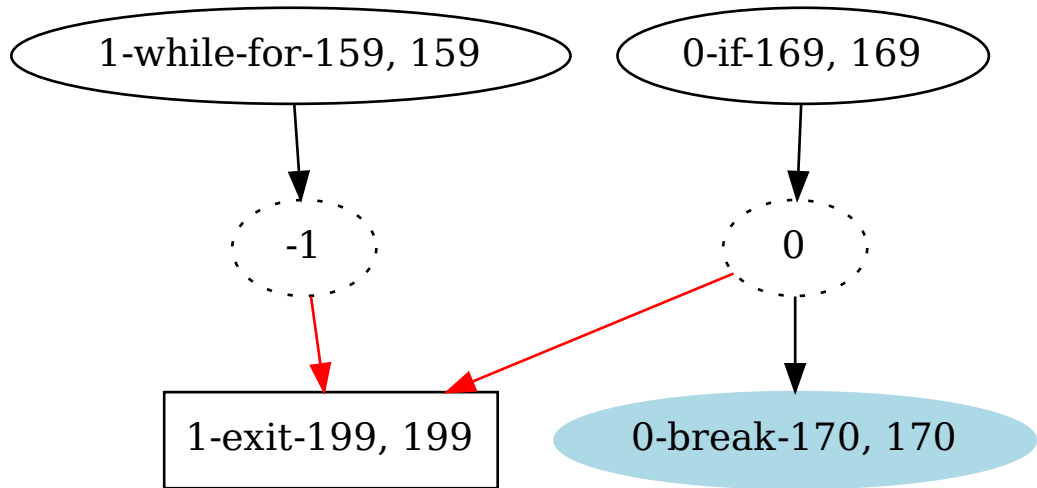 1-while-for-159, 159
0-if-169, 169
-1
0
1-exit-199, 199
0-break-170, 170